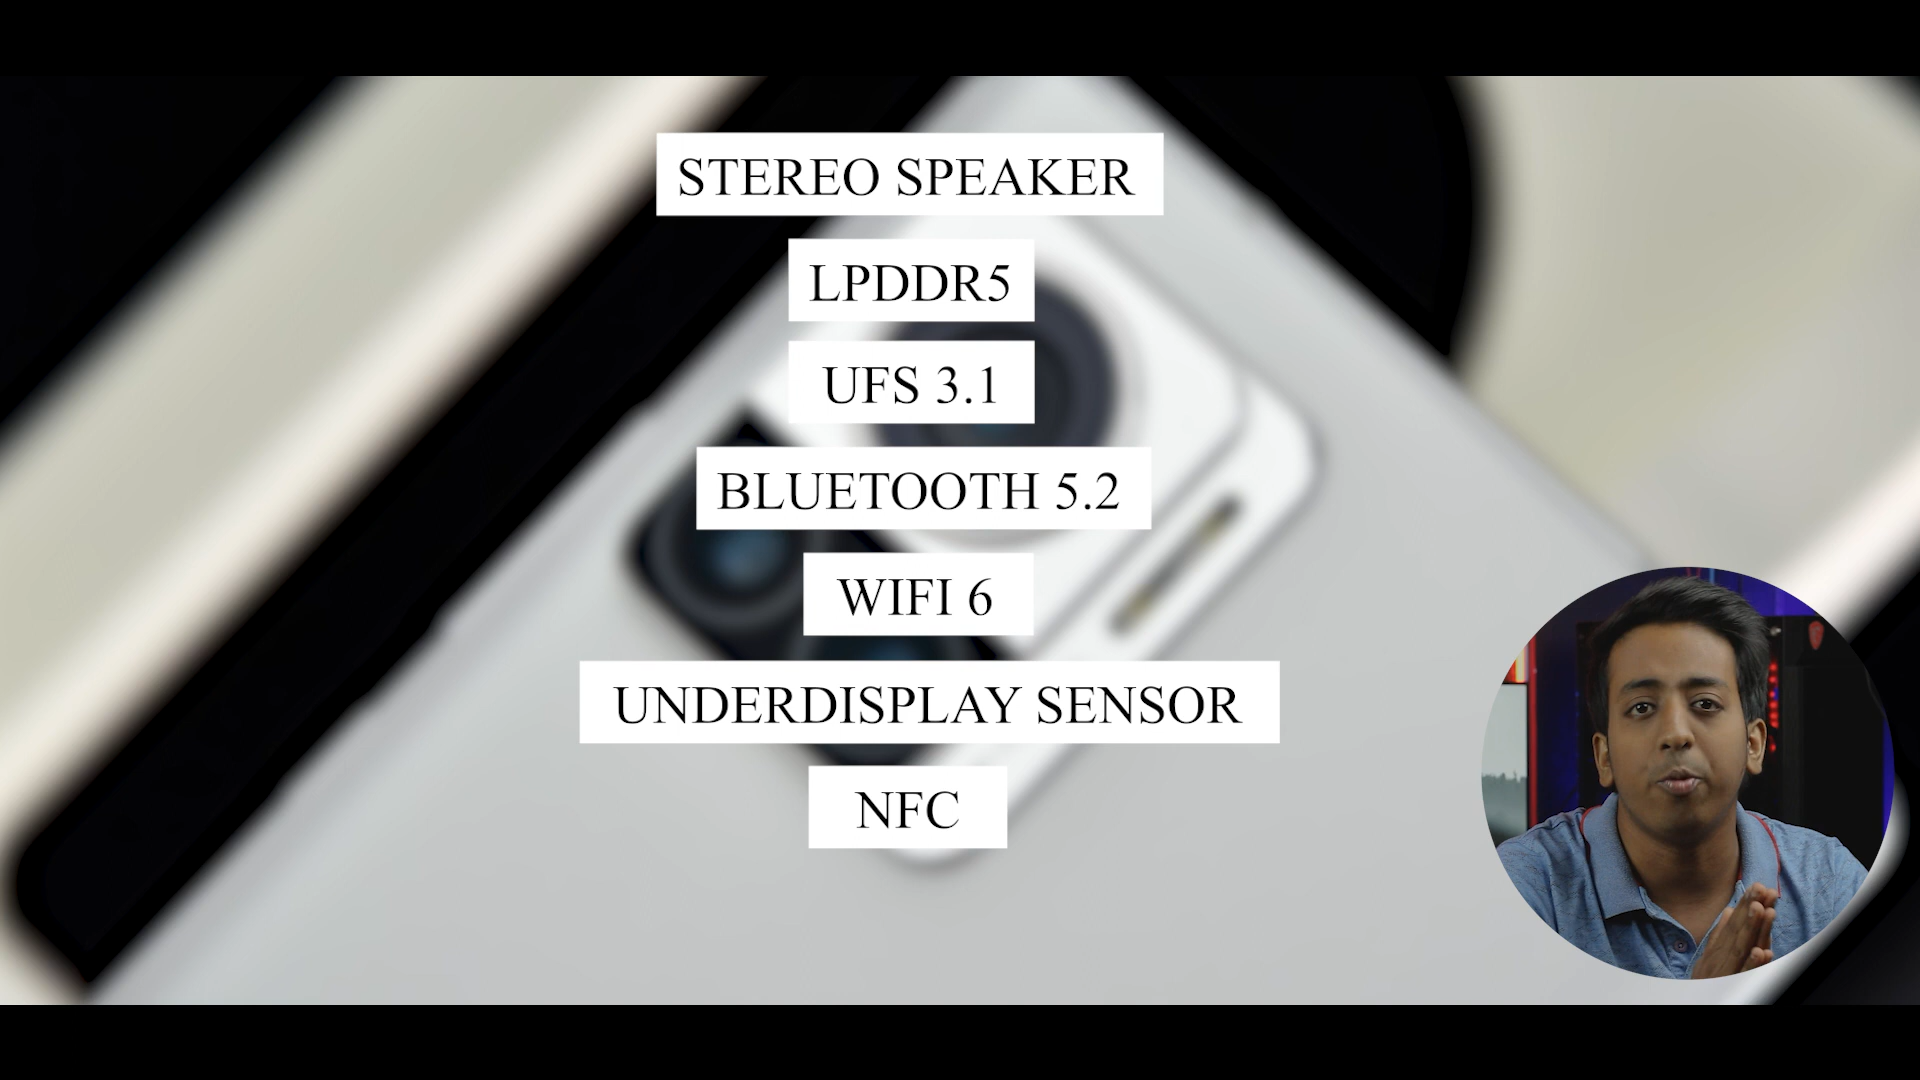 STEREO SPEAKER
LPDDR5
UFS 3.1
BLUETOOTH 5.2
WIFI 6
UNDERDISPLAY SENSOR
NFC